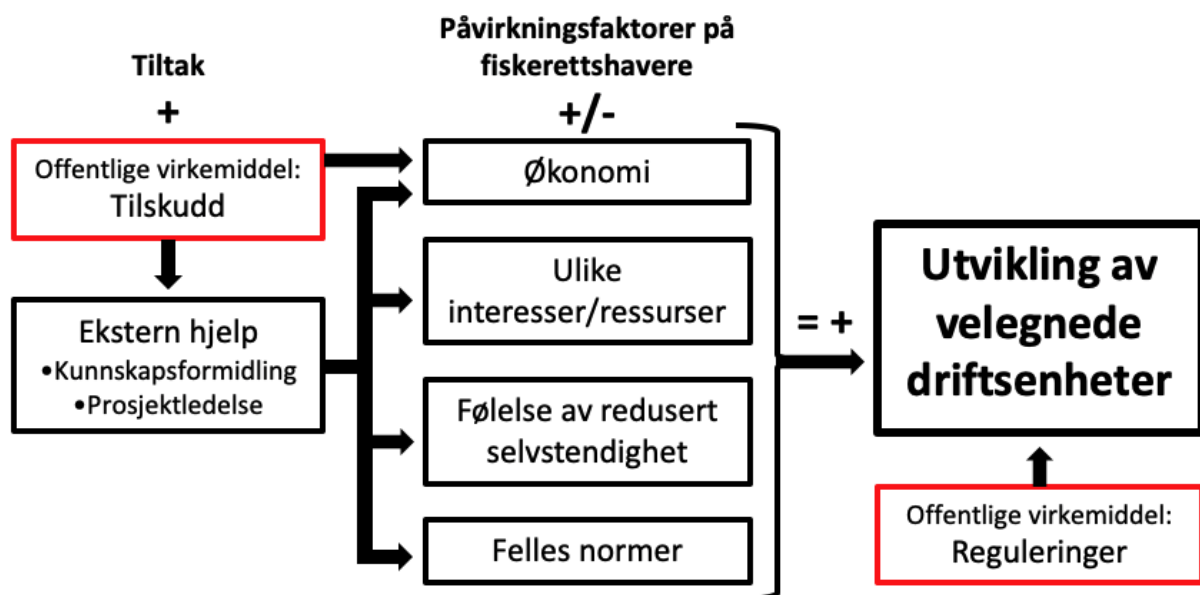 Tiltak
+
Offentlige virkemiddel:
Tilskudd
Ekstern hjelp
•Kunnskapsformidling
•Prosjektledelse
Påvirkningsfaktorer på
fiskerettshavere
+/-
Økonomi
Ulike
interesser/ressurser
Følelse av redusert
selvstendighet
Felles normer
= +
Utvikling av
velegnede
driftsenheter
Offentlige virkemiddel:
Reguleringer